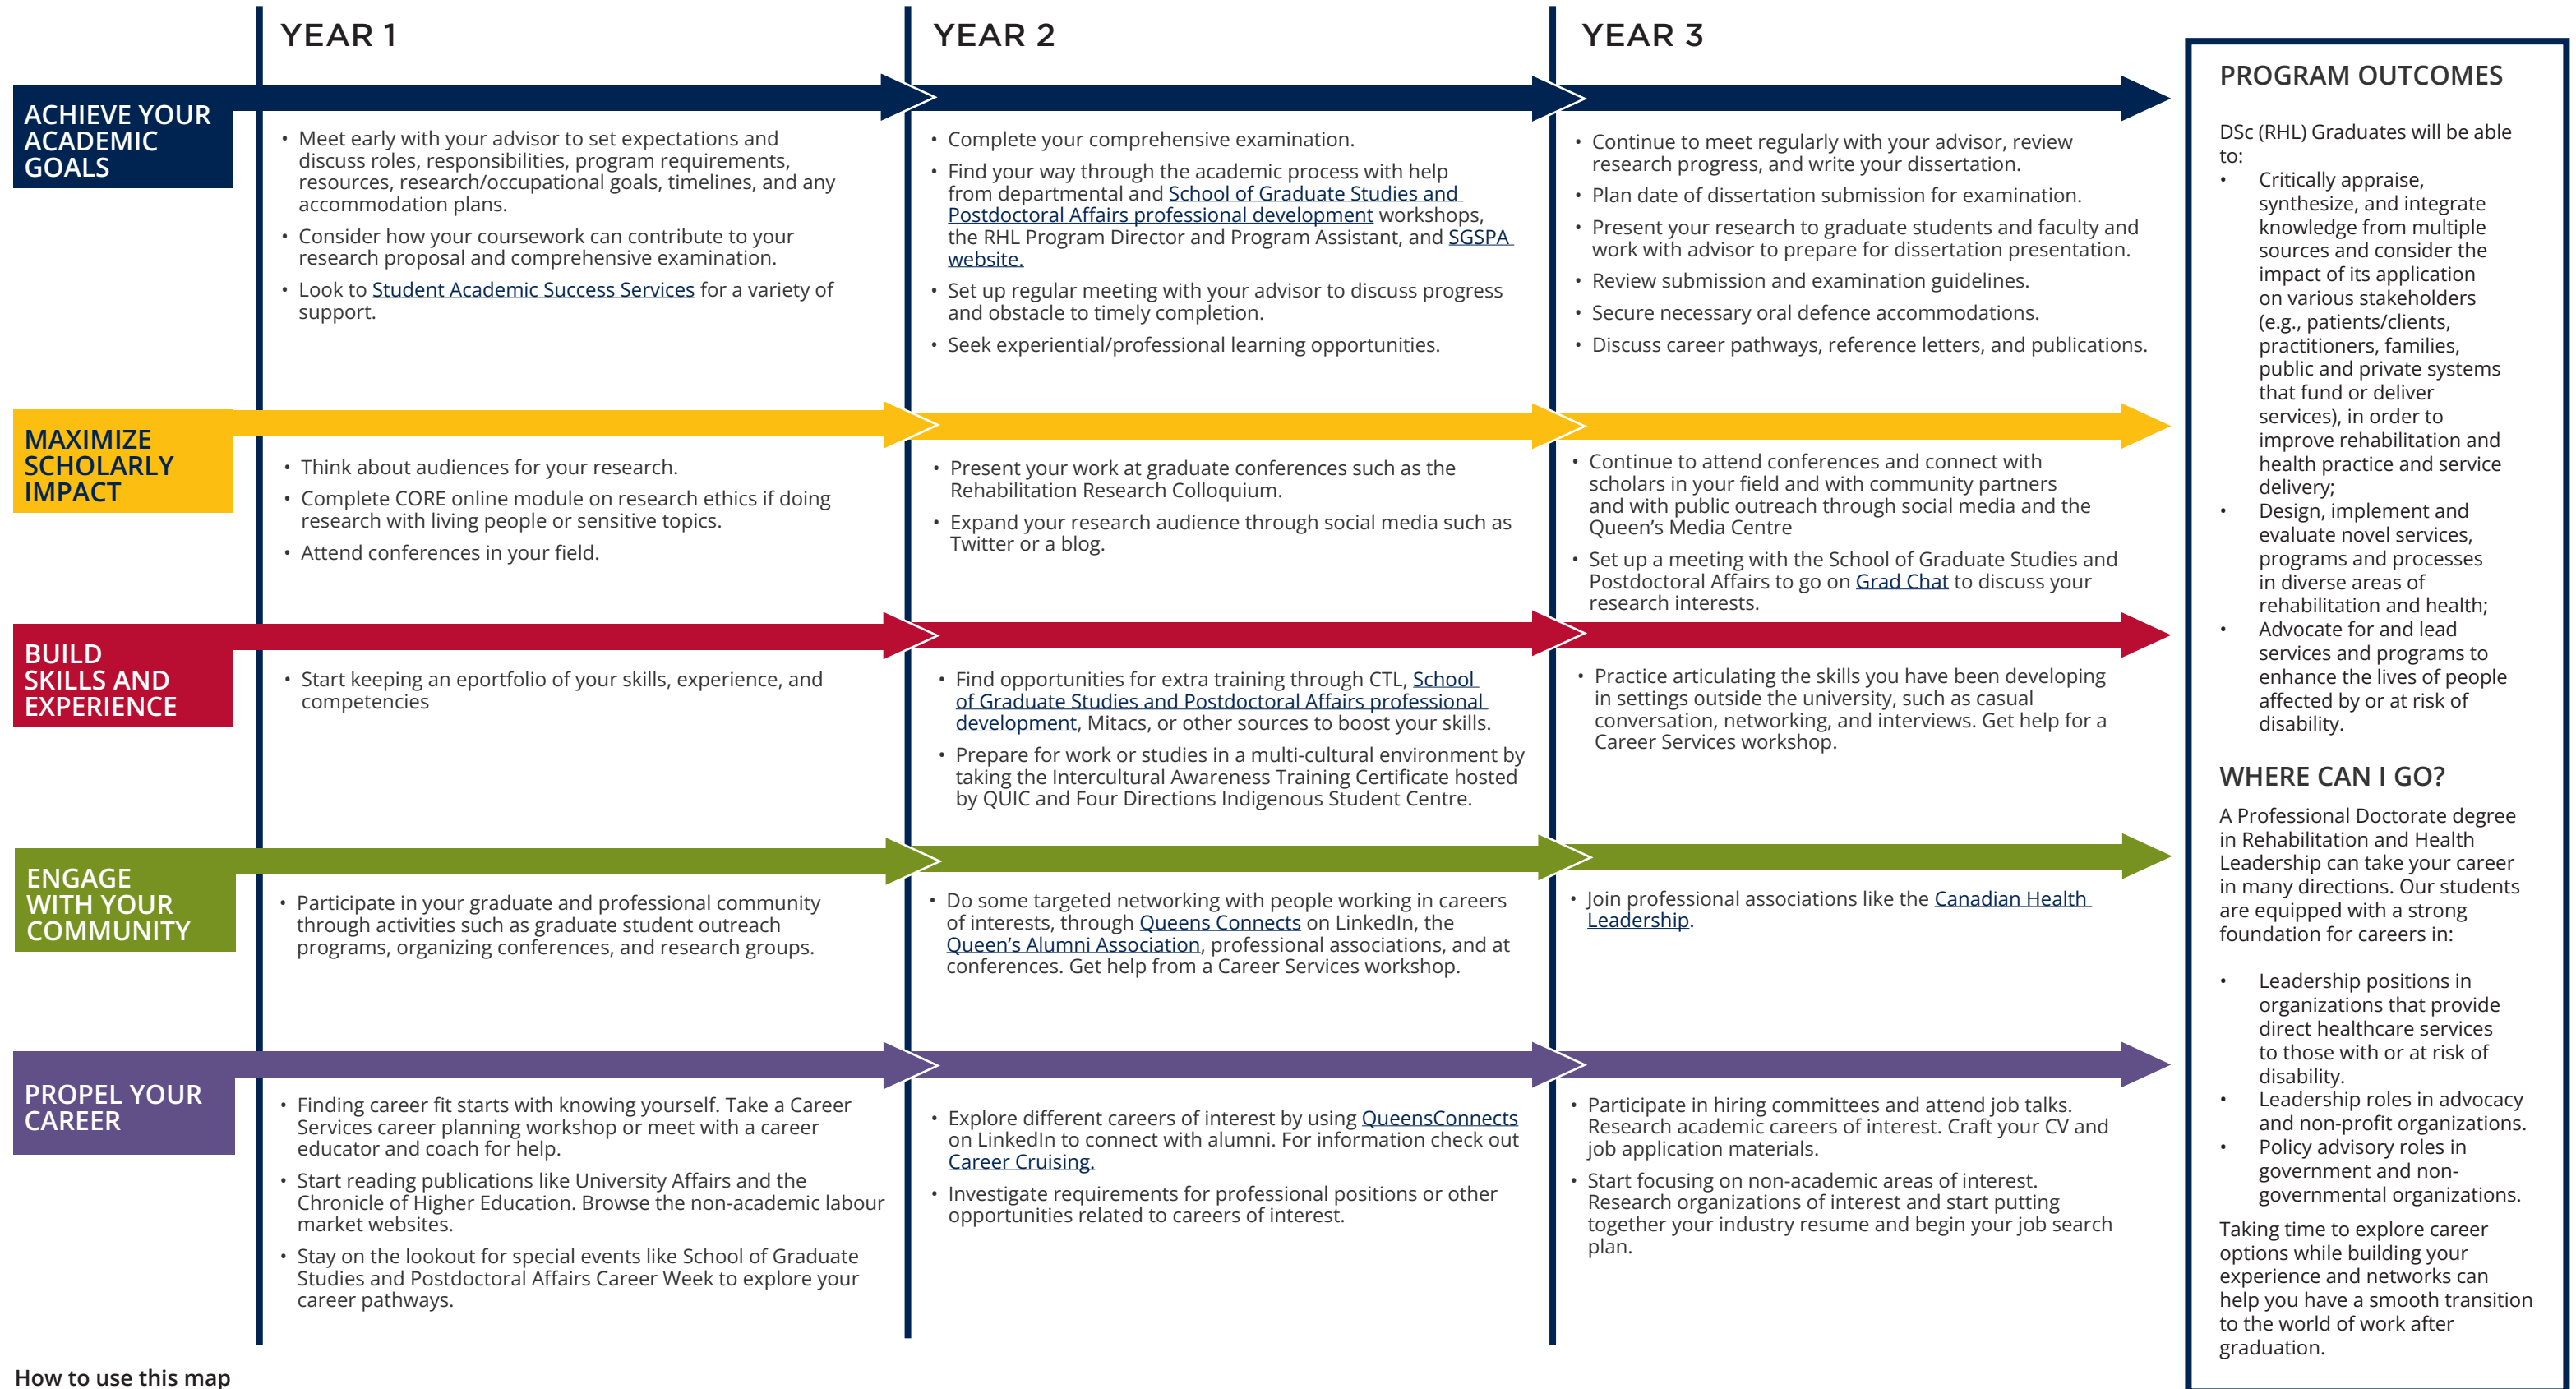 YEAR 1
YEAR 2
YEAR 3
ACHIEVE YOUR
ACADEMIC
GOALS
• Meet early with your advisor to set expectations and
discuss roles, responsibilities, program requirements,
resources, research/occupational goals, timelines, and any
accommodation plans.
• Consider how your coursework can contribute to your
research proposal and comprehensive examination.
• Look to Student Academic Success Services for a variety of
support.
• Complete your comprehensive examination.
• Find your way through the academic process with help
from departmental and School of Graduate Studies and
Postdoctoral Affairs professional development workshops,
the RHL Program Director and Program Assistant, and SGSPA
website.
• Set up regular meeting with your advisor to discuss progress
and obstacle to timely completion.
• Seek experiential/professional learning opportunities.
• Continue to meet regularly with your advisor, review
research progress, and write your dissertation.
• Plan date of dissertation submission for examination.
• Present your research to graduate students and faculty and
work with advisor to prepare for dissertation presentation.
• Review submission and examination guidelines.
• Secure necessary oral defence accommodations.
• Discuss career pathways, reference letters, and publications.
MAXIMIZE
SCHOLARLY
IMPACT
• Think about audiences for your research.
• Complete CORE online module on research ethics if doing
research with living people or sensitive topics.
• Attend conferences in your field.
• Present your work at graduate conferences such as the
Rehabilitation Research Colloquium.
• Expand your research audience through social media such as
Twitter or a blog.
• Continue to attend conferences and connect with
scholars in your field and with community partners
and with public outreach through social media and the
Queen's Media Centre
• Set up a meeting with the School of Graduate Studies and
Postdoctoral Affairs to go on Grad Chat to discuss your
research interests.
BUILD
SKILLS AND
EXPERIENCE
• Start keeping an eportfolio of your skills, experience, and
competencies
• Find opportunities for extra training through CTL, School
of Graduate Studies and Postdoctoral Affairs professional
development, Mitacs, or other sources to boost your skills.
• Prepare for work or studies in a multi-cultural environment by
taking the Intercultural Awareness Training Certificate hosted
by QUIC and Four Directions Indigenous Student Centre.
• Practice articulating the skills you have been developing
in settings outside the university, such as casual
conversation, networking, and interviews. Get help for a
Career Services workshop.
ENGAGE
WITH YOUR
COMMUNITY
• Participate in your graduate and professional community
through activities such as graduate student outreach
programs, organizing conferences, and research groups.
• Do some targeted networking with people working in careers
of interests, through Queens Connects on LinkedIn, the
Queen's Alumni Association, professional associations, and at
conferences. Get help from a Career Services workshop.
• Join professional associations like the Canadian Health
Leadership.
PROPEL YOUR
CAREER
• Finding career fit starts with knowing yourself. Take a Career
Services career planning workshop or meet with a career
educator and coach for help.
• Start reading publications like University Affairs and the
Chronicle of Higher Education. Browse the non-academic labour
market websites.
• Stay on the lookout for special events like School of Graduate
Studies and Postdoctoral Affairs Career Week to explore your
career pathways.
• Explore different careers of interest by using QueensConnects
on LinkedIn to connect with alumni. For information check out
Career Cruising.
• Investigate requirements for professional positions or other
opportunities related to careers of interest.
• Participate in hiring committees and attend job talks.
Research academic careers of interest. Craft your CV and
job application materials.
• Start focusing on non-academic areas of interest.
Research organizations of interest and start putting
together your industry resume and begin your job search
plan.
PROGRAM OUTCOMES
DSc (RHL) Graduates will be able
to:
• Critically appraise,
synthesize, and integrate
knowledge from multiple
sources and consider the
impact of its application
on various stakeholders
(e.g., patients/clients,
practitioners, families,
public and private systems
that fund or deliver
services), in order to
improve rehabilitation and
health practice and service
delivery;
• Design, implement and
evaluate novel services,
programs and processes
in diverse areas of
rehabilitation and health;
• Advocate for and lead
services and programs to
enhance the lives of people
affected by or at risk of
disability.
WHERE CAN I GO?
A Professional Doctorate degree
in Rehabilitation and Health
Leadership can take your career
in many directions. Our students
are equipped with a strong
foundation for careers in:
• Leadership positions in
organizations that provide
direct healthcare services
to those with or at risk of
disability.
• Leadership roles in advocacy
and non-profit organizations.
• Policy advisory roles in
government and non-
governmental organizations.
Taking time to explore career
options while building your
experience and networks can
help you have a smooth transition
to the world of work after
graduation.
How to use this map